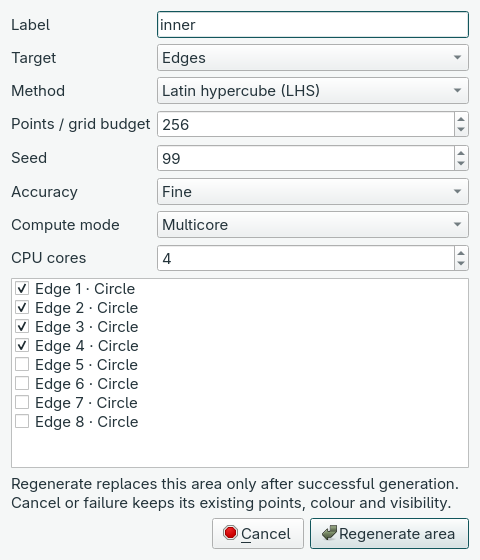 Label inner
Target Edges
Method Latin hypercube (LHS)
Points / grid budget 256
Seed 99
Accuracy Fine
Compute mode Multicore
CPU cores 4
Edge 1 · Circle
Edge 2 · Circle
Edge 3 · Circle
Edge 4 · Circle
Edge 5 · Circle
Edge 6 · Circle
Edge 7 · Circle
Edge 8 · Circle
Regenerate replaces this area only after successful generation.
Cancel or failure keeps its existing points, colour and visibility.
Cancel Regenerate area